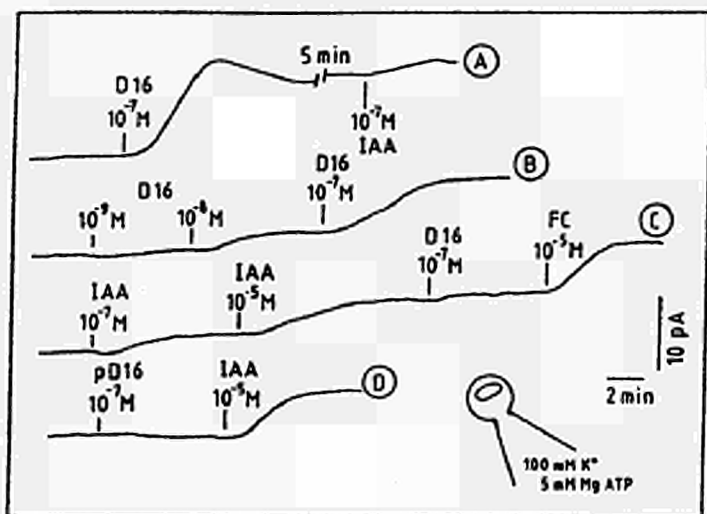 5 min
A
D16
10⁻⁷M
10⁻⁷M
IAA
B
D16
D16
10⁻⁷M
10⁻⁹M
10⁻⁸M
C
D16
FC
10⁻⁷M
10⁻⁵M
IAA
IAA
10⁻⁷M
10⁻⁵M
10 pA
D
pD16
IAA
10⁻⁷M
10⁻⁵M
2 min
100 mM K⁺
5 mM Mg ATP